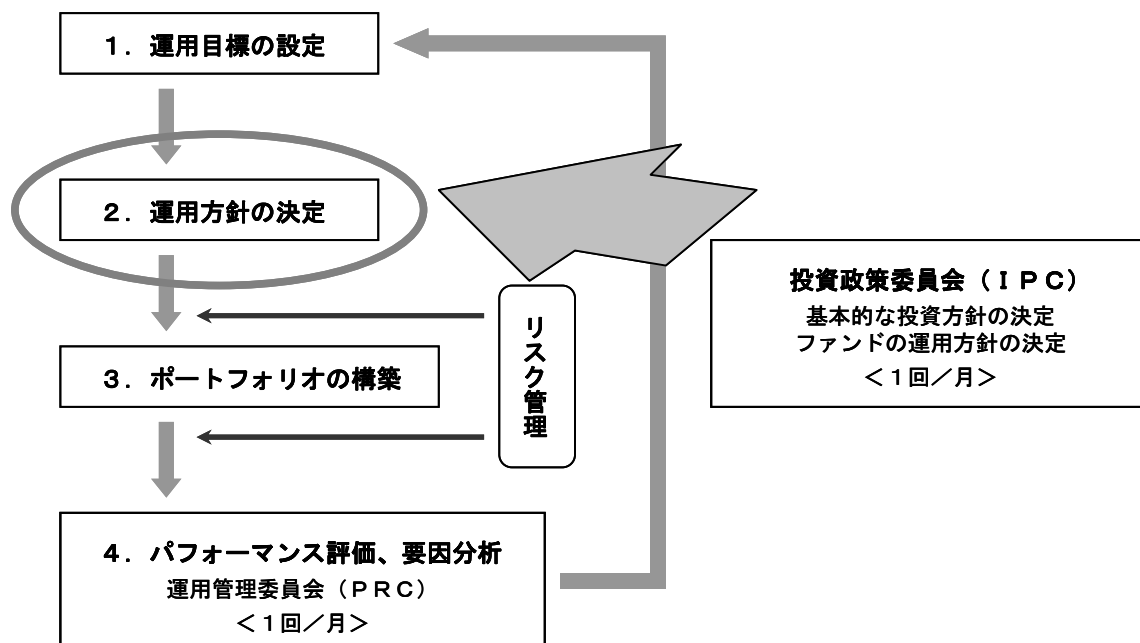 １．運用目標の設定
２．運用方針の決定
投資政策委員会（ＩＰＣ）
基本的な投資方針の決定
ファンドの運用方針の決定
＜１回／月＞
リスク管理
３．ポートフォリオの構築
４．パフォーマンス評価、要因分析
運用管理委員会（ＰＲＣ）
＜１回／月＞